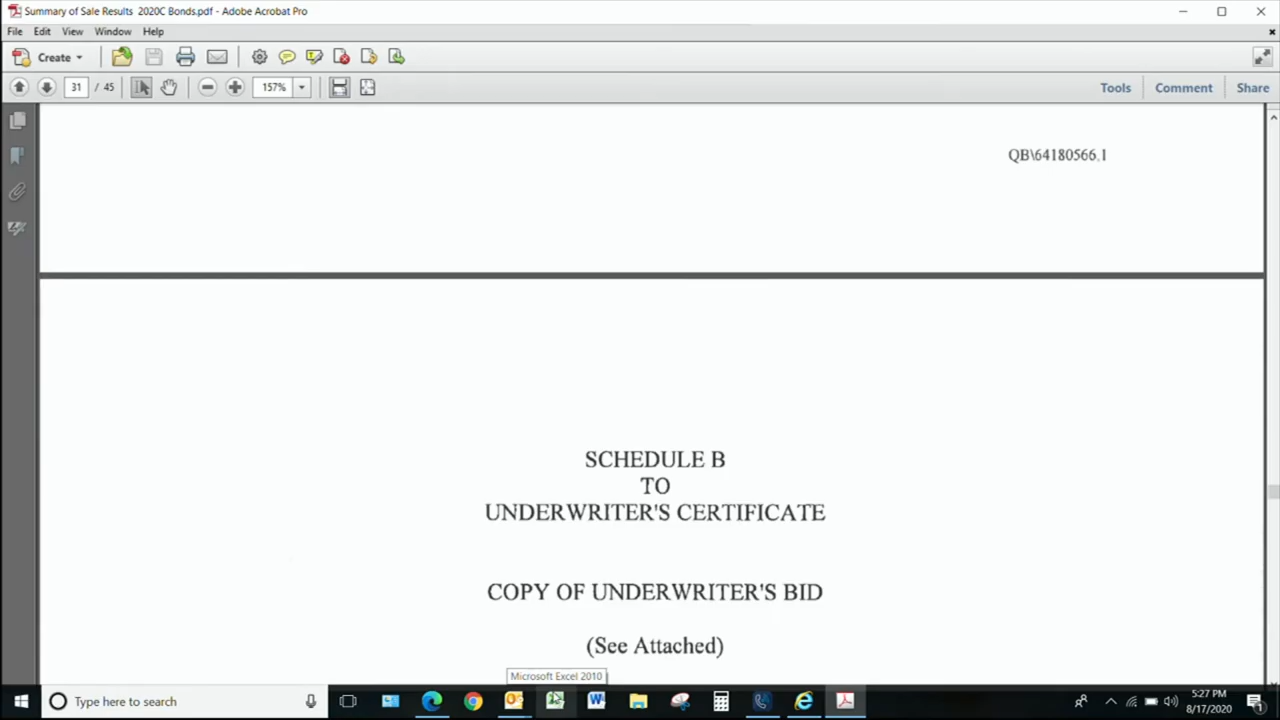 Summary of Sale Results 2020C Bonds.pdf - Adobe Acrobat Pro
File Edit View Window Help
Create
31 / 45 157% Tools Comment Share
QB\64180566.1
SCHEDULE B
TO
UNDERWRITER'S CERTIFICATE
COPY OF UNDERWRITER'S BID
(See Attached)
Microsoft Excel 2010
Type here to search
5:27 PM
8/17/2020
1